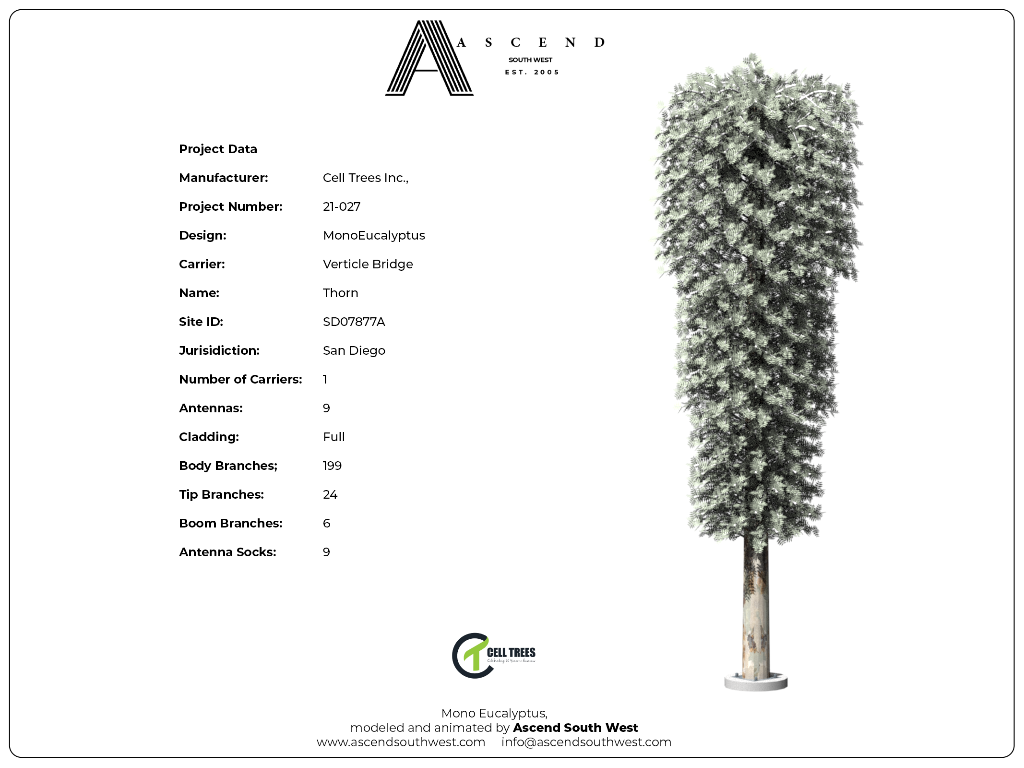 A S C E N D
SOUTH WEST
EST. 2005
Project Data
Manufacturer: Cell Trees Inc.,
Project Number: 21-027
Design: MonoEucalyptus
Carrier: Verticle Bridge
Name: Thorn
Site ID: SD07877A
Jurisidiction: San Diego
Number of Carriers: 1
Antennas: 9
Cladding: Full
Body Branches; 199
Tip Branches: 24
Boom Branches: 6
Antenna Socks: 9
CELL TREES
Mono Eucalyptus,
modeled and animated by Ascend South West
www.ascendsouthwest.com info@ascendsouthwest.com